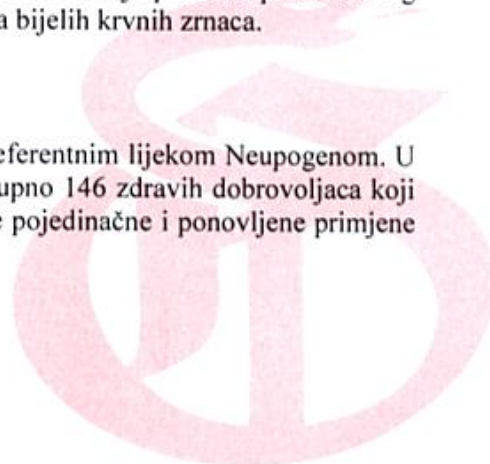 a bijelih krvnih zrnaca.
eferentnim lijekom Neupogenom. U
upno 146 zdravih dobrovoljaca koji
e pojedinačne i ponovljene primjene